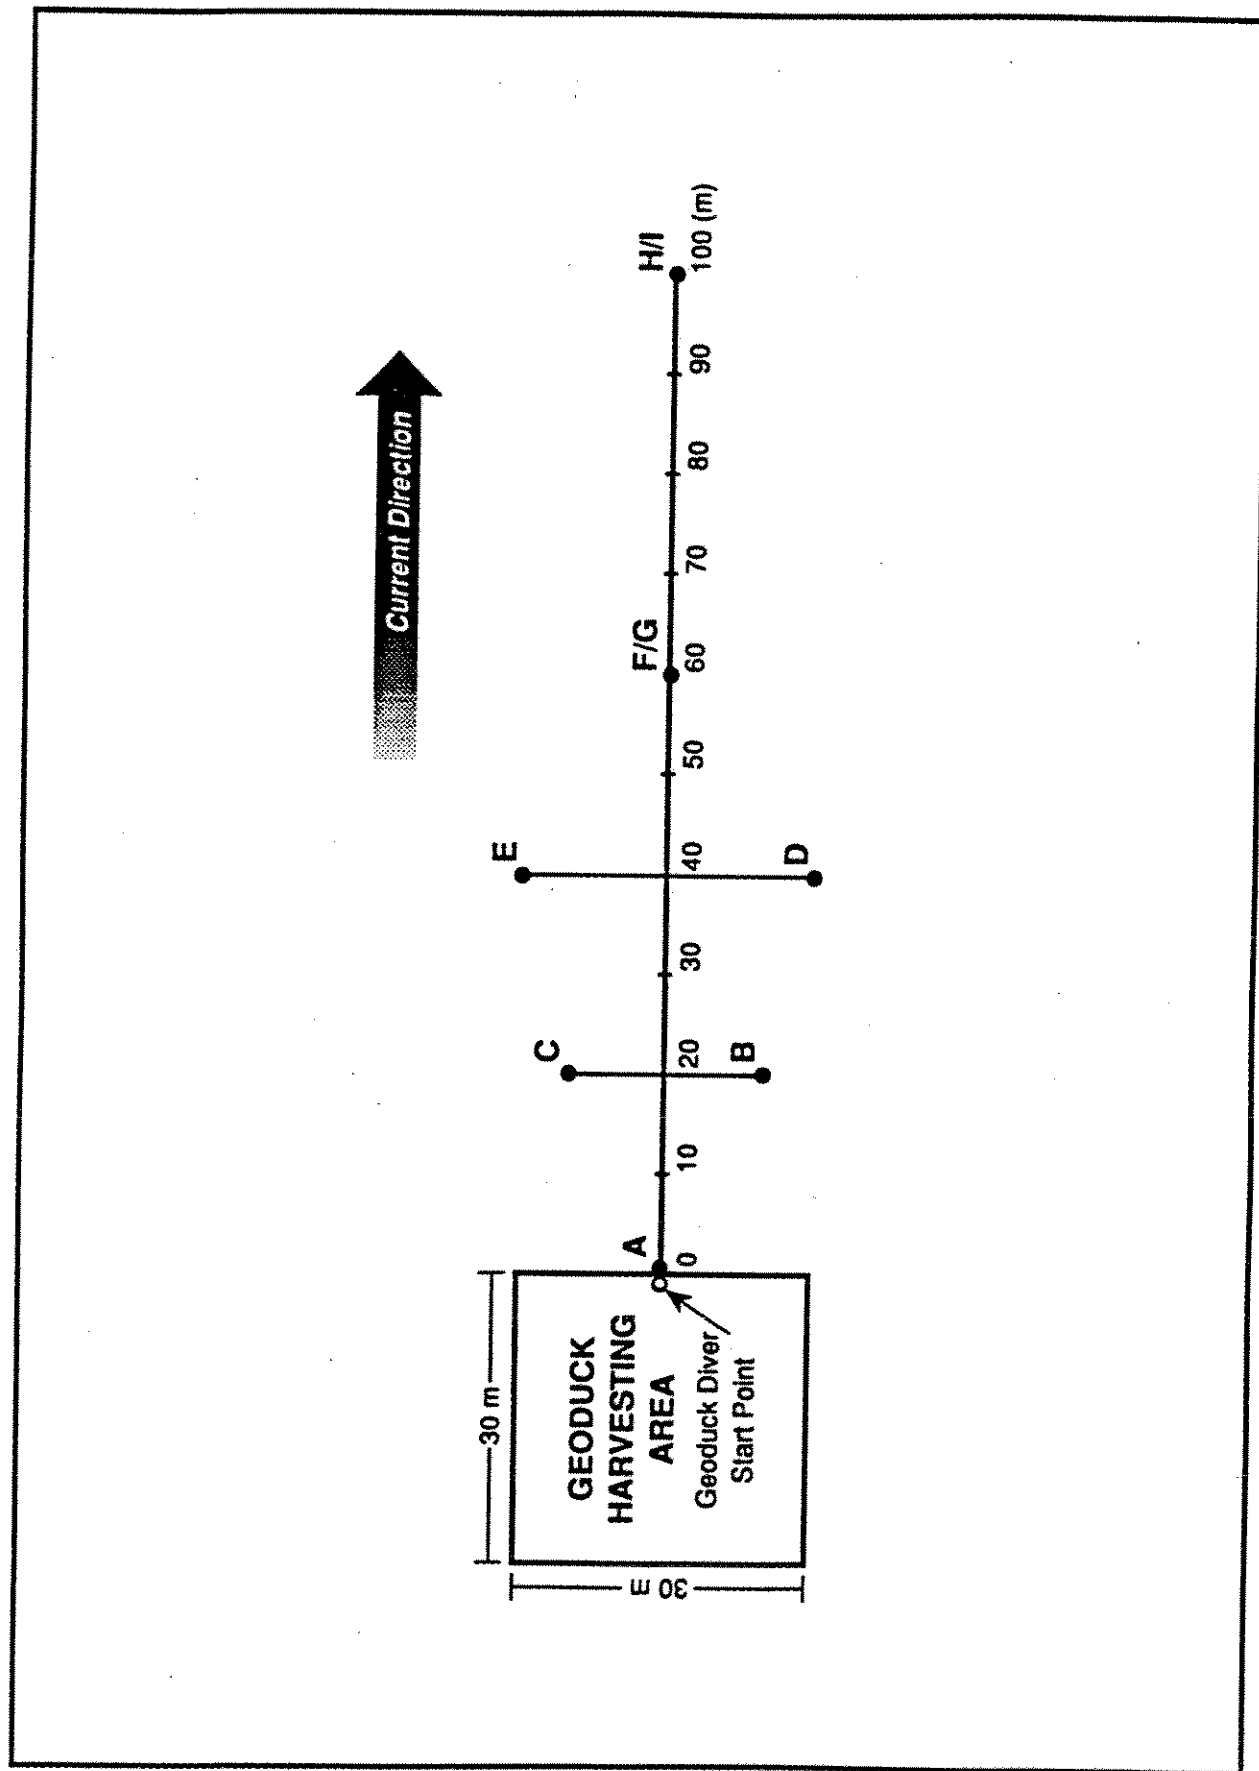 Current Direction
30 m
30 m
GEODUCK
HARVESTING
AREA
Geoduck Diver
Start Point
A
C
B
E
D
F/G
H/I
0
10
20
30
40
50
60
70
80
90
100 (m)